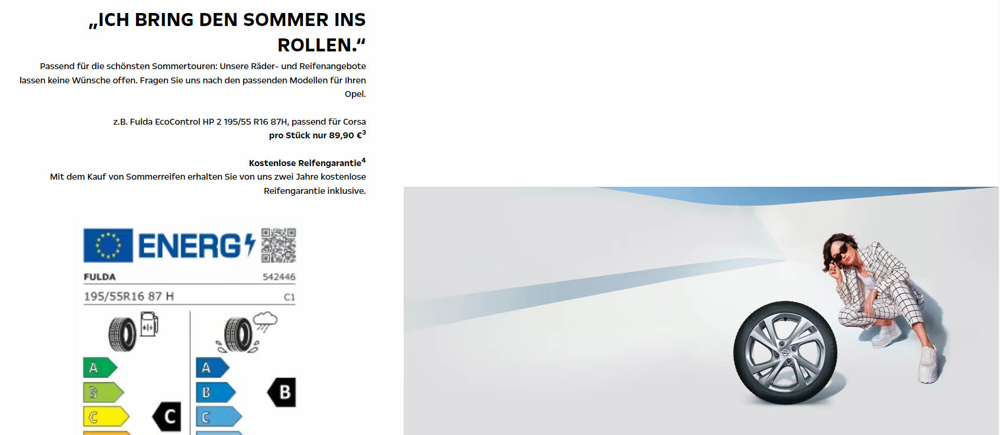 „ICH BRING DEN SOMMER INS
ROLLEN.“
Passend für die schönsten Sommertouren: Unsere Räder- und Reifenangebote
lassen keine Wünsche offen. Fragen Sie uns nach den passenden Modellen für Ihren
Opel.
z.B. Fulda EcoControl HP 2 195/55 R16 87H, passend für Corsa
pro Stück nur 89,90 €³
Kostenlose Reifengarantie⁴
Mit dem Kauf von Sommerreifen erhalten Sie von uns zwei Jahre kostenlose
Reifengarantie inklusive.
ENERG
FULDA 542446
195/55R16 87 H C1
A A
B B B
C C C